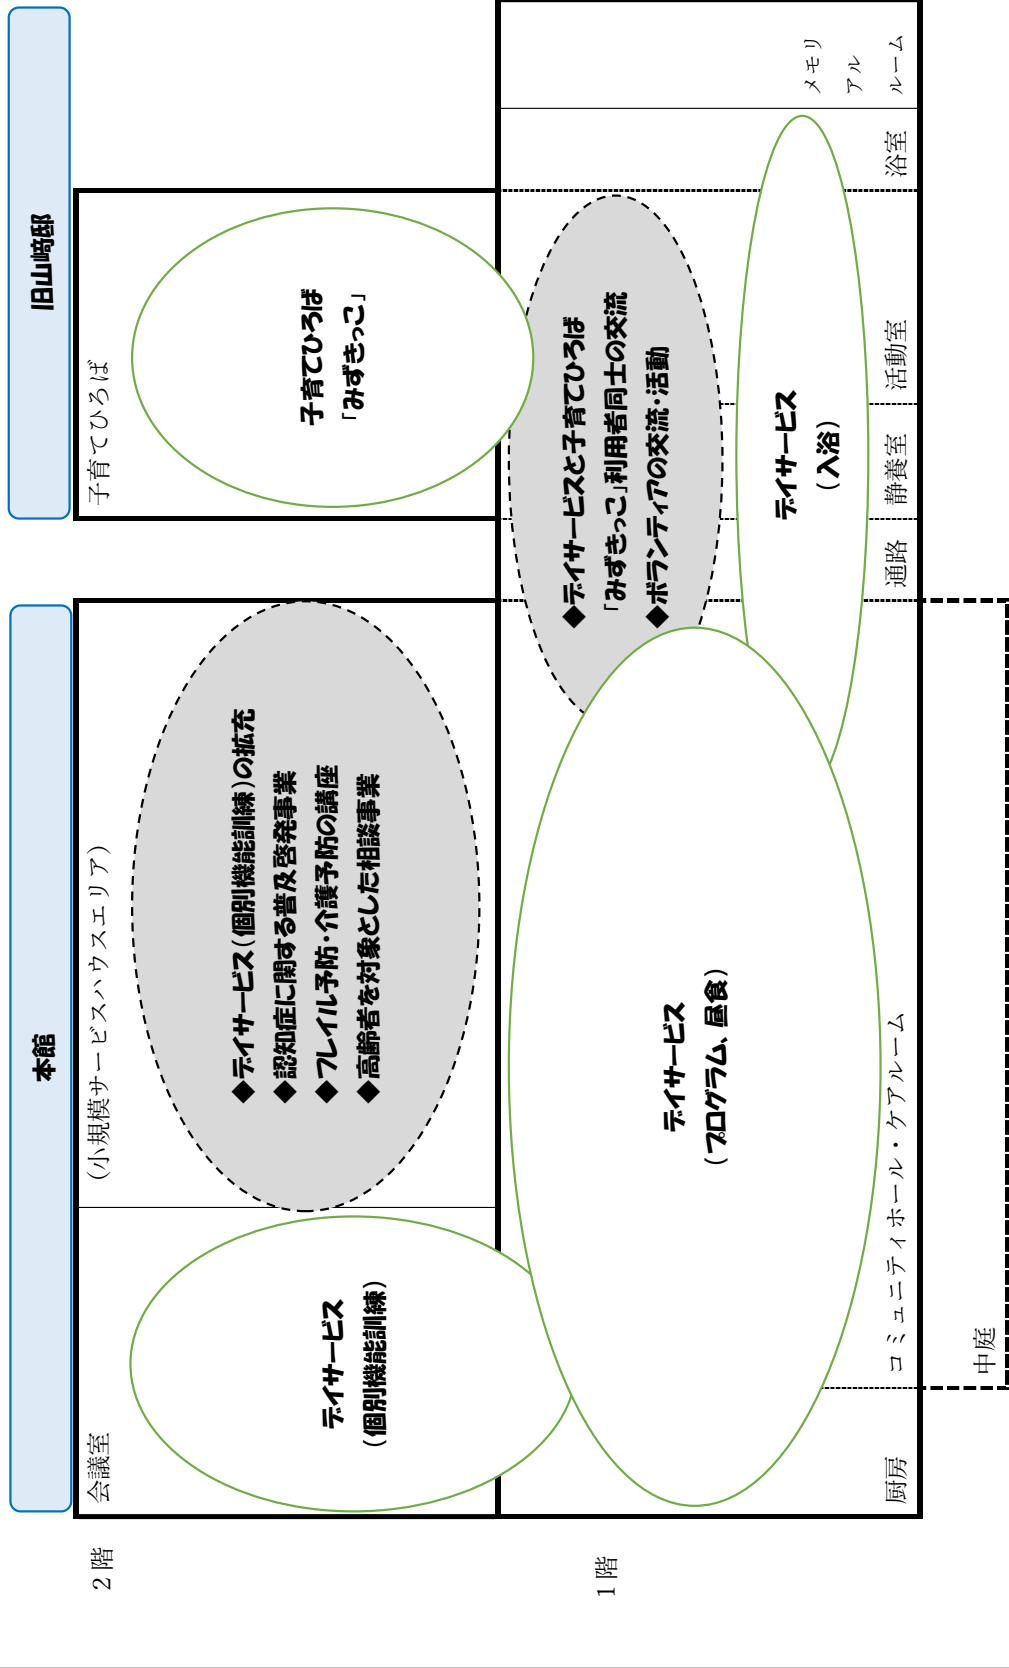 本館
旧山﨑邸
2 階
会議室
(小規模サービスハウスエリア)
子育てひろば
デイサービス
(個別機能訓練)
◆デイサービス(個別機能訓練)の拡充
◆認知症に関する普及啓発事業
◆フレイル予防・介護予防の講座
◆高齢者を対象とした相談事業
子育てひろば
「みずきっこ」
1 階
デイサービス
(プログラム、昼食)
◆デイサービスと子育てひろば
「みずきっこ」利用者同士の交流
◆ボランティアの交流・活動
デイサービス
(入浴)
厨房
コミュニティホール・ケアルーム
通路
静養室
活動室
浴室
メモリ
アル
ルーム
中庭